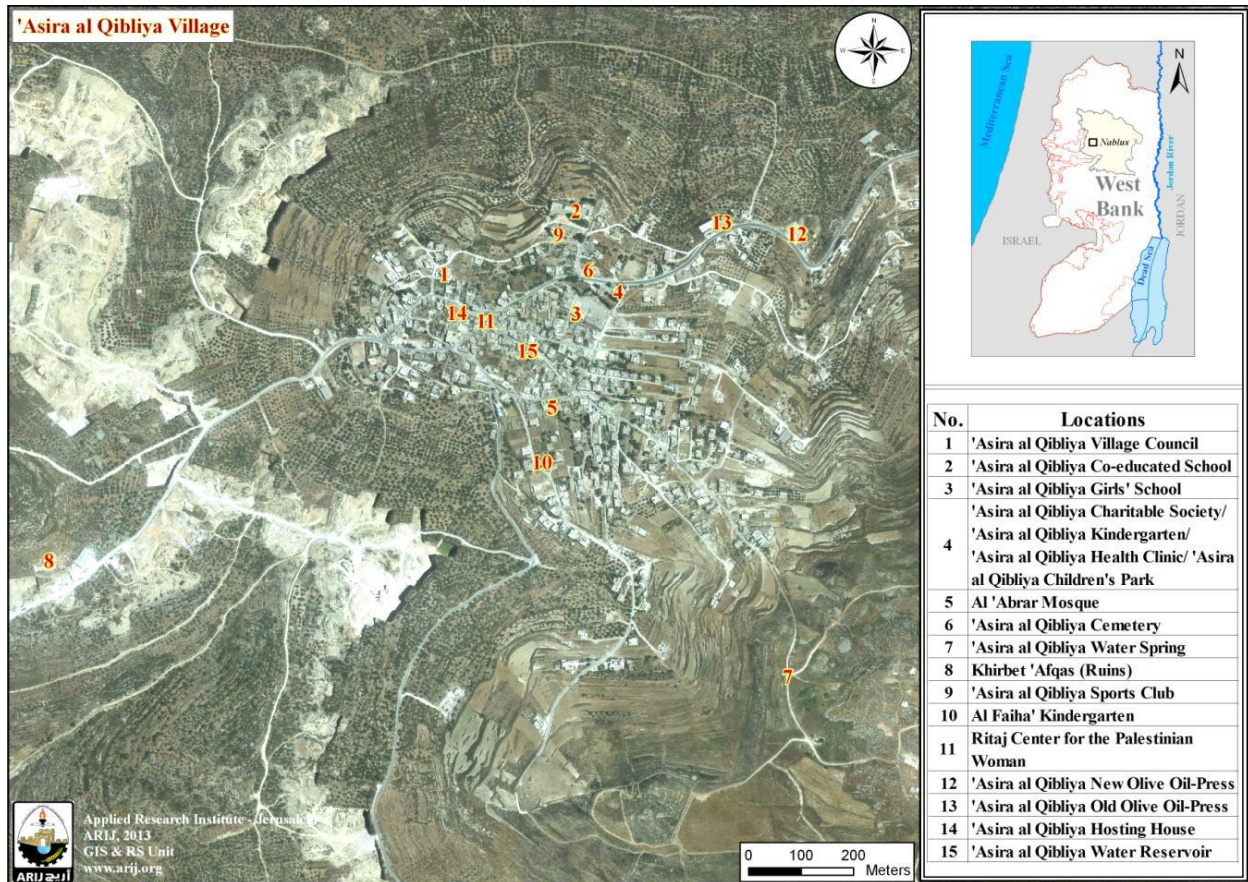 'Asira al Qibliya Village
N
W
E
S
2
13
12
9
1
6
4
14
11
3
15
5
10
8
7
Applied Research Institute - Jerusalem
ARIJ, 2013
GIS & RS Unit
www.arij.org
ARIJ أريج
0 100 200
Meters
N
Mediterranean Sea
Nablus
West
Bank
Jordan River
JORDAN
ISRAEL
Dead Sea
No. Locations
1 'Asira al Qibliya Village Council
2 'Asira al Qibliya Co-educated School
3 'Asira al Qibliya Girls' School
4 'Asira al Qibliya Charitable Society/
'Asira al Qibliya Kindergarten/
'Asira al Qibliya Health Clinic/ 'Asira
al Qibliya Children's Park
5 Al 'Abrar Mosque
6 'Asira al Qibliya Cemetery
7 'Asira al Qibliya Water Spring
8 Khirbet 'Afqas (Ruins)
9 'Asira al Qibliya Sports Club
10 Al Faiha' Kindergarten
11 Ritaj Center for the Palestinian
Woman
12 'Asira al Qibliya New Olive Oil-Press
13 'Asira al Qibliya Old Olive Oil-Press
14 'Asira al Qibliya Hosting House
15 'Asira al Qibliya Water Reservoir